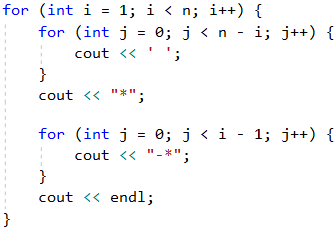 for (int i = 1; i < n; i++) {
    for (int j = 0; j < n - i; j++) {
        cout << ' ';
    }
    cout << "*";

    for (int j = 0; j < i - 1; j++) {
        cout << "-*";
    }
    cout << endl;
}